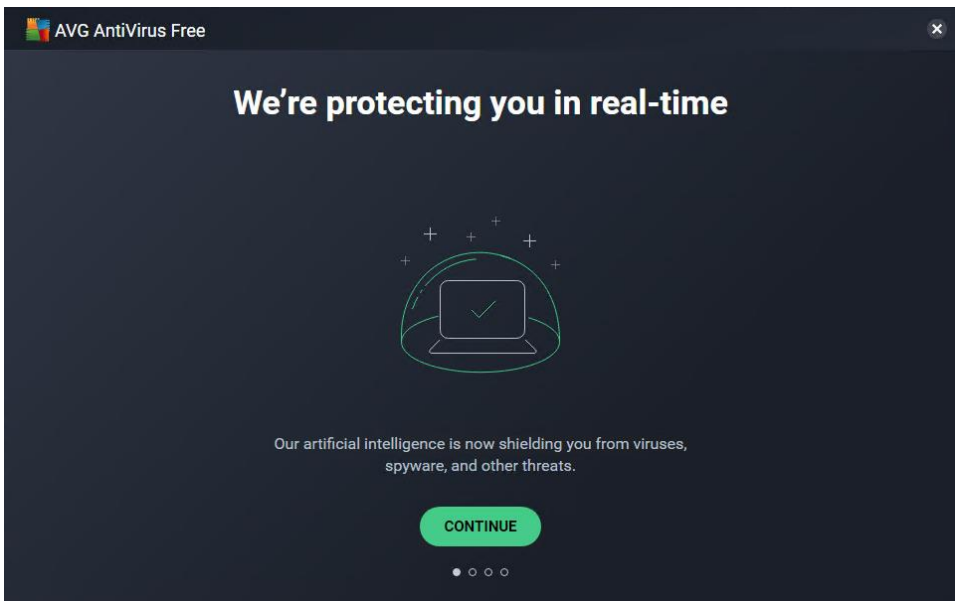 AVG AntiVirus Free
We’re protecting you in real-time
Our artificial intelligence is now shielding you from viruses,
spyware, and other threats.
CONTINUE